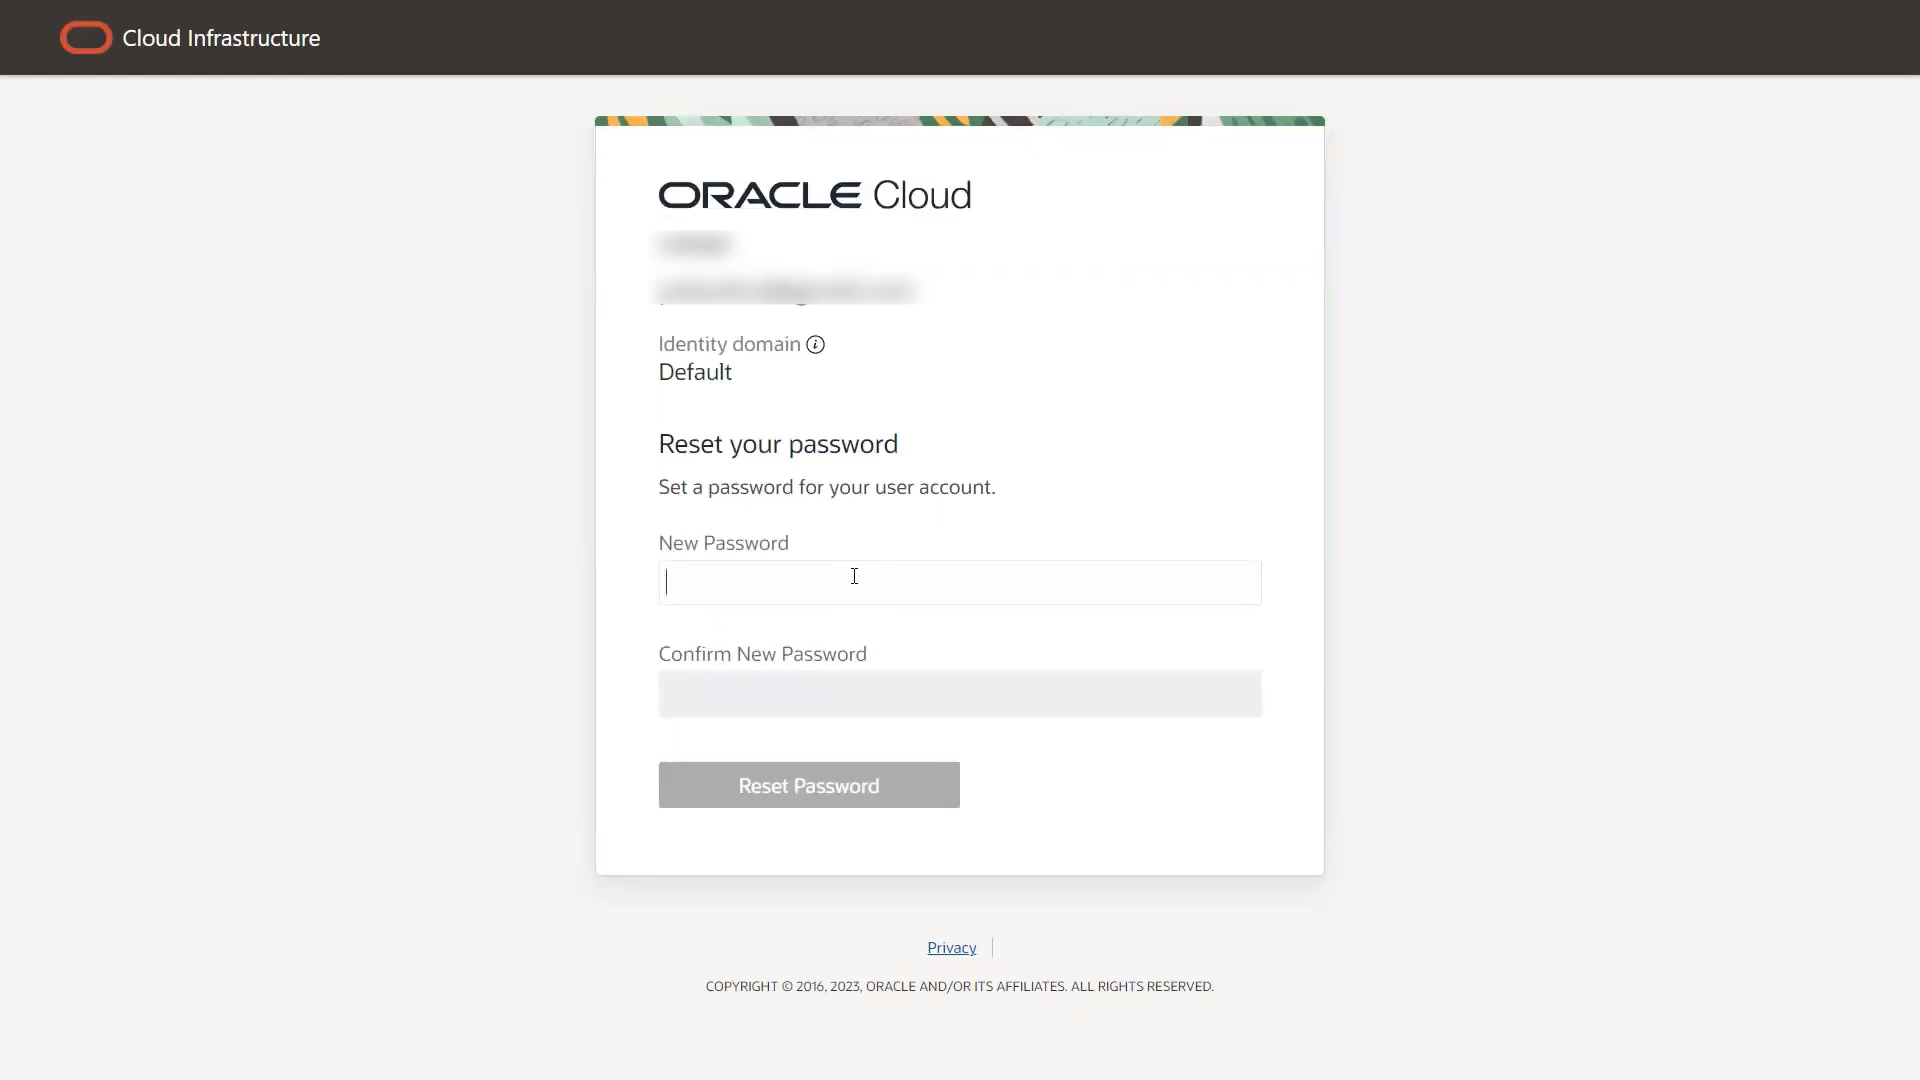 Cloud Infrastructure
ORACLE Cloud
Identity domain
Default
Reset your password
Set a password for your user account.
New Password
Confirm New Password
Reset Password
Privacy
COPYRIGHT © 2016, 2023, ORACLE AND/OR ITS AFFILIATES. ALL RIGHTS RESERVED.